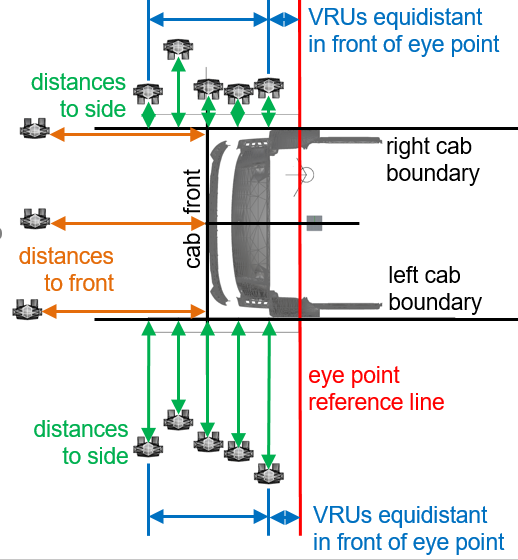 VRUs equidistant
in front of eye point
distances
to side
right cab
boundary
cab front
distances
to front
left cab
boundary
eye point
reference line
distances
to side
VRUs equidistant
in front of eye point